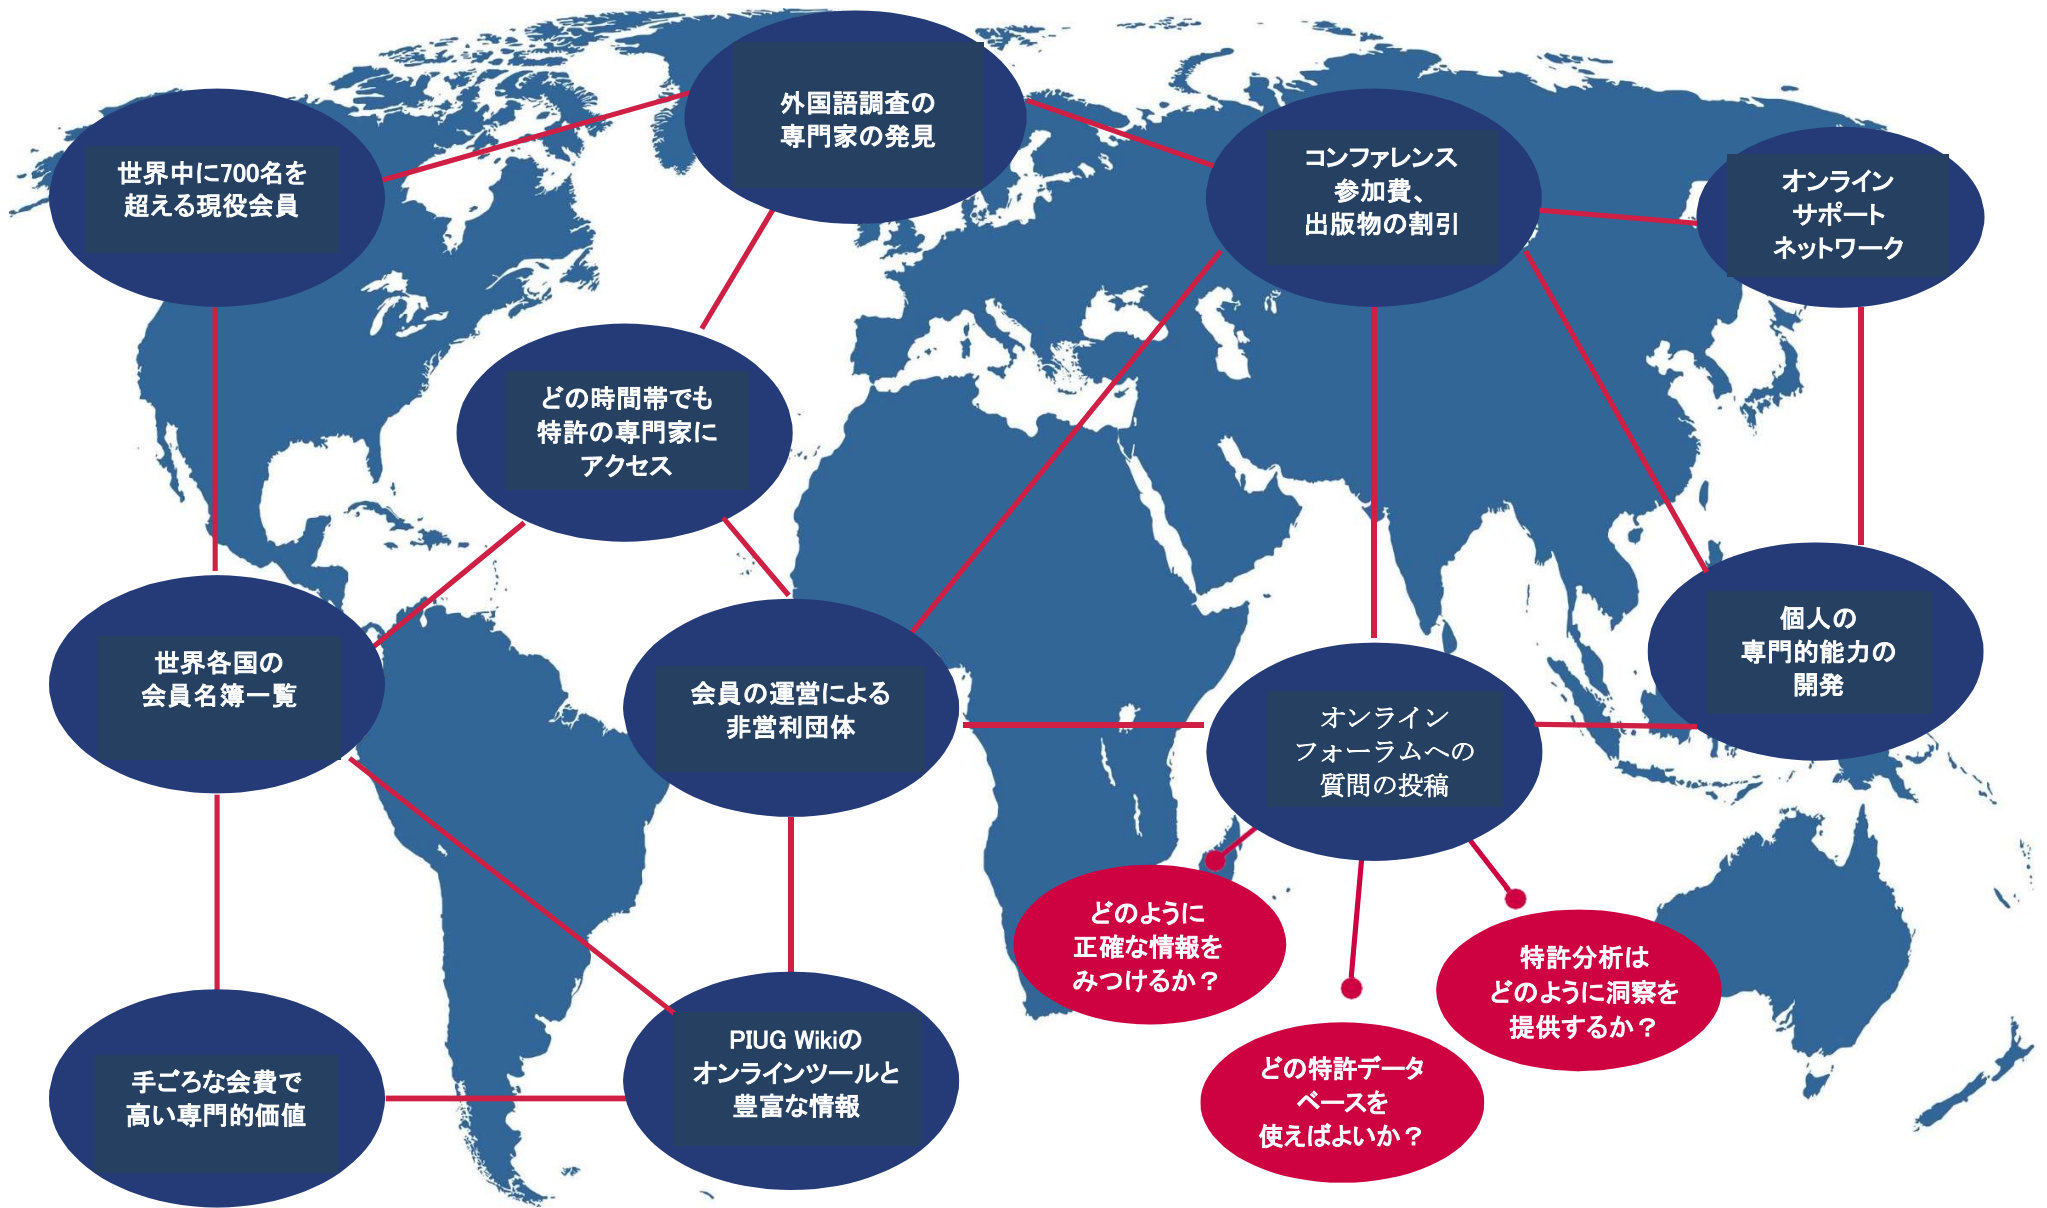 外国語調査の
専門家の発見
世界中に700名を
超える現役会員
コンファレンス
参加費、
出版物の割引
オンライン
サポート
ネットワーク
どの時間帯でも
特許の専門家に
アクセス
世界各国の
会員名簿一覧
会員の運営による
非営利団体
オンライン
フォーラムへの
質問の投稿
個人の
専門的能力の
開発
どのように
正確な情報を
みつけるか？
特許分析は
どのように洞察を
提供するか？
手ごろな会費で
高い専門的価値
PIUG Wikiの
オンラインツールと
豊富な情報
どの特許データ
ベースを
使えばよいか？